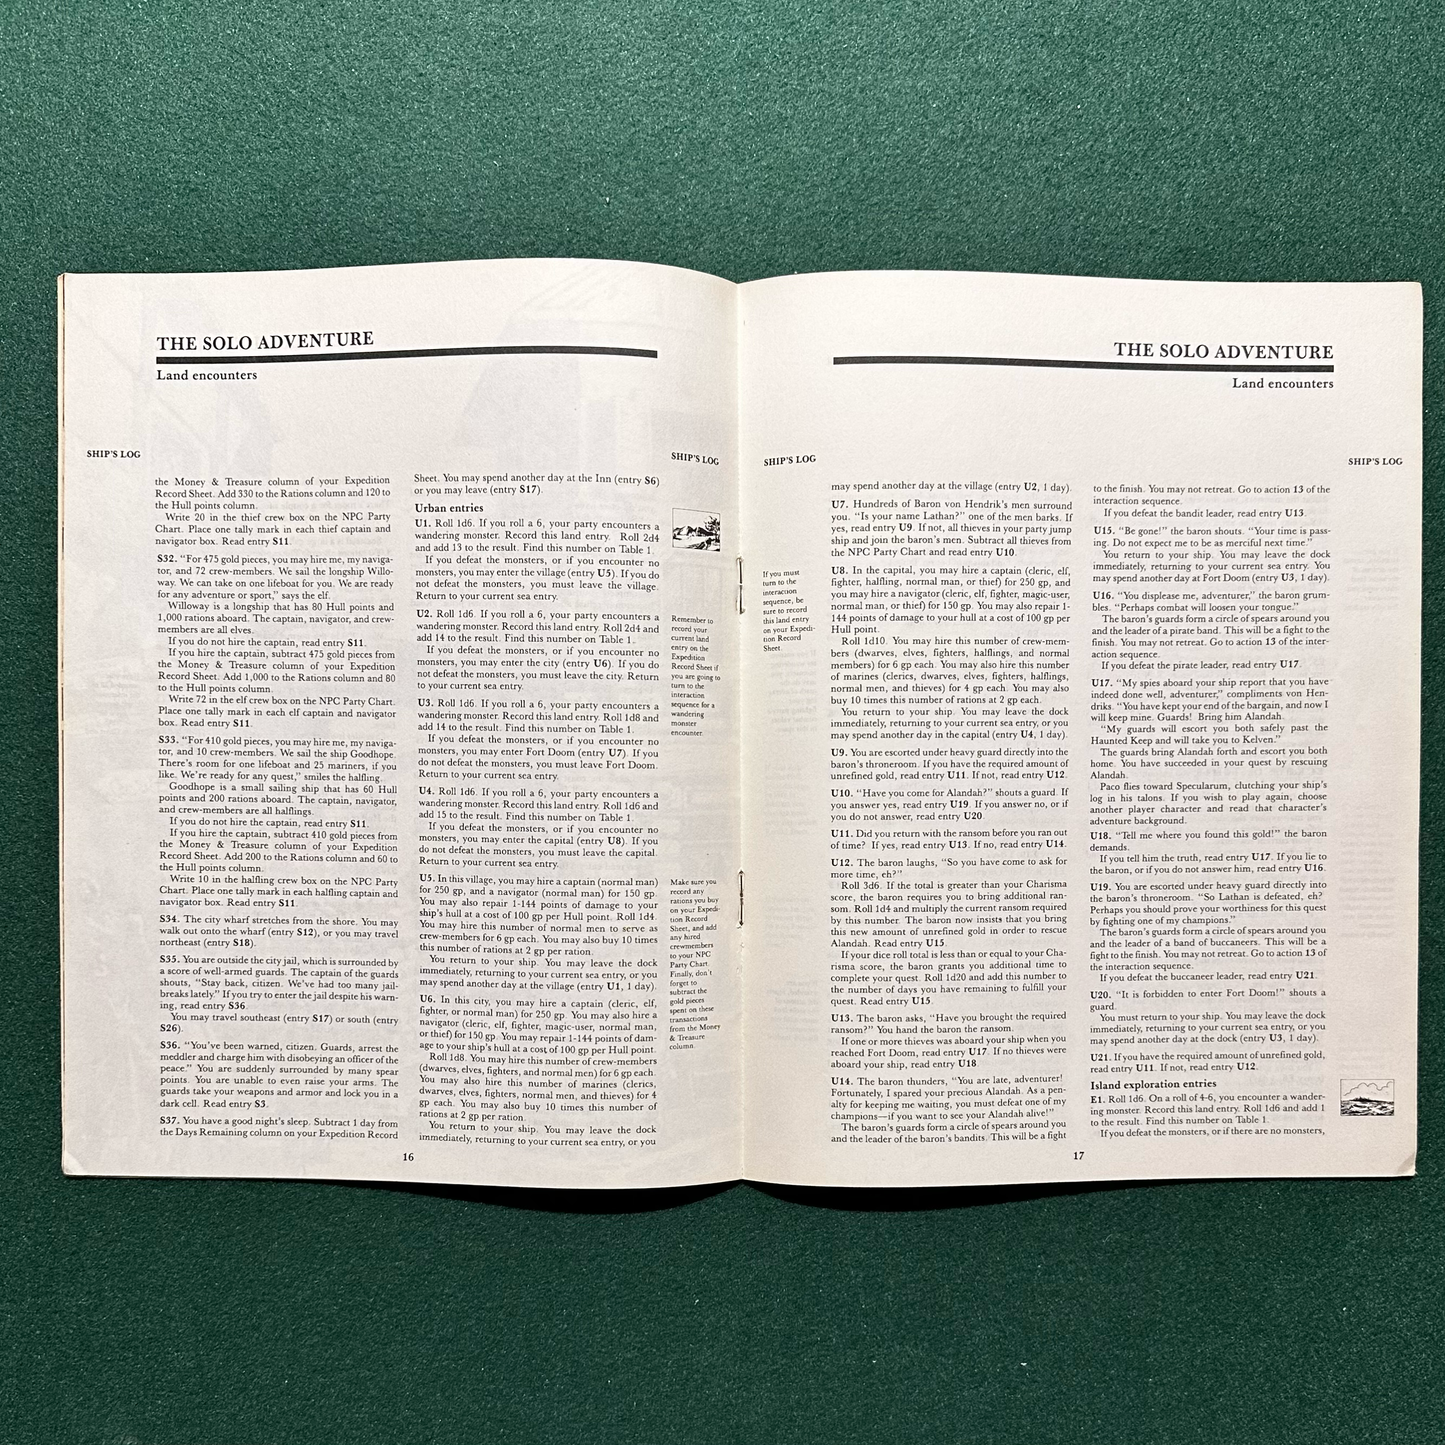 THE SOLO ADVENTURE
Land encounters
SHIP'S LOG
the Money & Treasure column of your Expedition
Record Sheet. Add 330 to the Rations column and 120 to
the Hull points column.
Write 20 in the thief crew box on the NPC Party
Chart. Place one tally mark in each thief captain and
navigator box. Read entry S11.
S32. "For 475 gold pieces, you may hire me, my naviga-
tor, and 72 crew-members. We sail the longship Willo-
way. We can take on one lifeboat for you. We are ready
for any adventure or sport," says the elf.
Willoway is a longship that has 80 Hull points and
1,000 rations aboard. The captain, navigator, and crew-
members are all elves.
If you do not hire the captain, read entry S11.
If you hire the captain, subtract 475 gold pieces from
the Money & Treasure column of your Expedition
Record Sheet. Add 1,000 to the Rations column and 80
to the Hull points column.
Write 72 in the elf crew box on the NPC Party Chart.
Place one tally mark in each elf captain and navigator
box. Read entry S11.
S33. "For 410 gold pieces, you may hire me, my naviga-
tor, and 10 crew-members. We sail the ship Goodhope.
There's room for one lifeboat and 25 mariners, if you
like. We're ready for any quest," smiles the halfling.
Goodhope is a small sailing ship that has 60 Hull
points and 200 rations aboard. The captain, navigator,
and crew-members are all halflings.
If you do not hire the captain, read entry S11.
If you hire the captain, subtract 410 gold pieces from
the Money & Treasure column of your Expedition
Record Sheet. Add 200 to the Rations column and 60 to
the Hull points column.
Write 10 in the halfling crew box on the NPC Party
Chart. Place one tally mark in each halfling captain and
navigator box. Read entry S11.
S34. The city wharf stretches from the shore. You may
walk out onto the wharf (entry S12), or you may travel
northeast (entry S18).
S35. You are outside the city jail, which is surrounded by
a score of well-armed guards. The captain of the guards
shouts, "Stay back, citizen. We've had too many jail-
breaks lately." If you try to enter the jail despite his warn-
ing, read entry S36.
You may travel southeast (entry S17) or south (entry
S26).
S36. "You've been warned, citizen. Guards, arrest the
meddler and charge him with disobeying an officer of the
peace." You are suddenly surrounded by many spear
points. You are unable to even raise your arms. The
guards take your weapons and armor and lock you in a
dark cell. Read entry S3.
S37. You have a good night's sleep. Subtract 1 day from
the Days Remaining column on your Expedition Record
SHIP'S LOG
Sheet. You may spend another day at the Inn (entry S6)
or you may leave (entry S17).
Urban entries
U1. Roll 1d6. If you roll a 6, your party encounters a
wandering monster. Record this land entry. Roll 2d4
and add 13 to the result. Find this number on Table 1.
If you defeat the monsters, or if you encounter no
monsters, you may enter the village (entry U5). If you do
not defeat the monsters, you must leave the village.
Return to your current sea entry.
U2. Roll 1d6. If you roll a 6, your party encounters a
wandering monster. Record this land entry. Roll 2d4 and
add 14 to the result. Find this number on Table 1.
If you defeat the monsters, or if you encounter no
monsters, you may enter the city (entry U6). If you do
not defeat the monsters, you must leave the city. Return
to your current sea entry.
U3. Roll 1d6. If you roll a 6, your party encounters a
wandering monster. Record this land entry. Roll 1d8 and
add 14 to the result. Find this number on Table 1.
If you defeat the monsters, or if you encounter no
monsters, you may enter Fort Doom (entry U7). If you
do not defeat the monsters, you must leave Fort Doom.
Return to your current sea entry.
U4. Roll 1d6. If you roll a 6, your party encounters a
wandering monster. Record this land entry. Roll 1d6 and
add 15 to the result. Find this number on Table 1.
If you defeat the monsters, or if you encounter no
monsters, you may enter the capital (entry U8). If you
do not defeat the monsters, you must leave the capital.
Return to your current sea entry.
U5. In this village, you may hire a captain (normal man)
for 250 gp, and a navigator (normal man) for 150 gp.
You may also repair 1-144 points of damage to your
ship's hull at a cost of 100 gp per Hull point. Roll 1d4.
You may hire this number of normal men to serve as
crew-members for 6 gp each. You may also buy 10 times
this number of rations at 2 gp per ration.
You return to your ship. You may leave the dock
immediately, returning to your current sea entry, or you
may spend another day at the village (entry U1, 1 day).
U6. In this city, you may hire a captain (cleric, elf,
fighter, or normal man) for 250 gp. You may also hire a
navigator (cleric, elf, fighter, magic-user, normal man,
or thief) for 150 gp. You may repair 1-144 points of dam-
age to your ship's hull at a cost of 100 gp per Hull point.
Roll 1d8. You may hire this number of crew-members
(dwarves, elves, fighters, and normal men) for 6 gp each.
You may also hire this number of marines (clerics,
dwarves, elves, fighters, normal men, and thieves) for 4
gp each. You may also buy 10 times this number of
rations at 2 gp per ration.
You return to your ship. You may leave the dock
immediately, returning to your current sea entry, or you
Remember to
record your
current land
entry on the
Expedition
Record Sheet if
you are going to
turn to the
interaction
sequence for a
wandering
monster
encounter.
Make sure you
record any
rations you buy
on your Expedi-
tion Record
Sheet, and add
any hired
crewmembers
to your NPC
Party Chart.
Finally, don't
forget to
subtract the
gold pieces
spent on these
transactions
from the Money
& Treasure
column.
16
THE SOLO ADVENTURE
Land encounters
SHIP'S LOG
If you must
turn to the
interaction
sequence, be
sure to record
this land entry
on your Expedi-
tion Record
Sheet.
may spend another day at the village (entry U2, 1 day).
U7. Hundreds of Baron von Hendrik's men surround
you. "Is your name Lathan?" one of the men barks. If
yes, read entry U9. If not, all thieves in your party jump
ship and join the baron's men. Subtract all thieves from
the NPC Party Chart and read entry U10.
U8. In the capital, you may hire a captain (cleric, elf,
fighter, halfling, normal man, or thief) for 250 gp, and
you may hire a navigator (cleric, elf, fighter, magic-user,
normal man, or thief) for 150 gp. You may also repair 1-
144 points of damage to your hull at a cost of 100 gp per
Hull point.
Roll 1d10. You may hire this number of crew-mem-
bers (dwarves, elves, fighters, halflings, and normal
members) for 6 gp each. You may also hire this number
of marines (clerics, dwarves, elves, fighters, halflings,
normal men, and thieves) for 4 gp each. You may also
buy 10 times this number of rations at 2 gp each.
You return to your ship. You may leave the dock
immediately, returning to your current sea entry, or you
may spend another day in the capital (entry U4, 1 day).
U9. You are escorted under heavy guard directly into the
baron's throneroom. If you have the required amount of
unrefined gold, read entry U11. If not, read entry U12.
U10. "Have you come for Alandah?" shouts a guard. If
you answer yes, read entry U19. If you answer no, or if
you do not answer, read entry U20.
U11. Did you return with the ransom before you ran out
of time? If yes, read entry U13. If no, read entry U14.
U12. The baron laughs, "So you have come to ask for
more time, eh?"
Roll 3d6. If the total is greater than your Charisma
score, the baron requires you to bring additional ran-
som. Roll 1d4 and multiply the current ransom required
by this number. The baron now insists that you bring
this new amount of unrefined gold in order to rescue
Alandah. Read entry U15.
If your dice roll total is less than or equal to your Cha-
risma score, the baron grants you additional time to
complete your quest. Roll 1d20 and add this number to
the number of days you have remaining to fulfill your
quest. Read entry U15.
U13. The baron asks, "Have you brought the required
ransom?" You hand the baron the ransom.
If one or more thieves was aboard your ship when you
reached Fort Doom, read entry U17. If no thieves were
aboard your ship, read entry U18.
U14. The baron thunders, "You are late, adventurer!
Fortunately, I spared your precious Alandah. As a pen-
alty for keeping me waiting, you must defeat one of my
champions—if you want to see your Alandah alive!"
The baron's guards form a circle of spears around you
and the leader of the baron's bandits. This will be a fight
SHIP'S LOG
to the finish. You may not retreat. Go to action 13 of the
interaction sequence.
If you defeat the bandit leader, read entry U13.
U15. "Be gone!" the baron shouts. "Your time is pass-
ing. Do not expect me to be as merciful next time."
You return to your ship. You may leave the dock
immediately, returning to your current sea entry. You
may spend another day at Fort Doom (entry U3, 1 day).
U16. "You displease me, adventurer," the baron grum-
bles. "Perhaps combat will loosen your tongue."
The baron's guards form a circle of spears around you
and the leader of a pirate band. This will be a fight to the
finish. You may not retreat. Go to action 13 of the inter-
action sequence.
If you defeat the pirate leader, read entry U17.
U17. "My spies aboard your ship report that you have
indeed done well, adventurer," compliments von Hen-
driks. "You have kept your end of the bargain, and now I
will keep mine. Guards! Bring him Alandah.
"My guards will escort you both safely past the
Haunted Keep and will take you to Kelven."
The guards bring Alandah forth and escort you both
home. You have succeeded in your quest by rescuing
Alandah.
Paco flies toward Specularum, clutching your ship's
log in his talons. If you wish to play again, choose
another player character and read that character's
adventure background.
U18. "Tell me where you found this gold!" the baron
demands.
If you tell him the truth, read entry U17. If you lie to
the baron, or if you do not answer him, read entry U16.
U19. You are escorted under heavy guard directly into
the baron's throneroom. "So Lathan is defeated, eh?
Perhaps you should prove your worthiness for this quest
by fighting one of my champions."
The baron's guards form a circle of spears around you
and the leader of a band of buccaneers. This will be a
fight to the finish. You may not retreat. Go to action 13 of
the interaction sequence.
If you defeat the buccaneer leader, read entry U21.
U20. "It is forbidden to enter Fort Doom!" shouts a
guard.
You must return to your ship. You may leave the dock
immediately, returning to your current sea entry, or you
may spend another day at the dock (entry U3, 1 day).
U21. If you have the required amount of unrefined gold,
read entry U11. If not, read entry U12.
Island exploration entries
E1. Roll 1d6. On a roll of 4-6, you encounter a wander-
ing monster. Record this land entry. Roll 1d6 and add 1
to the result. Find this number on Table 1.
If you defeat the monsters, or if there are no monsters,
17